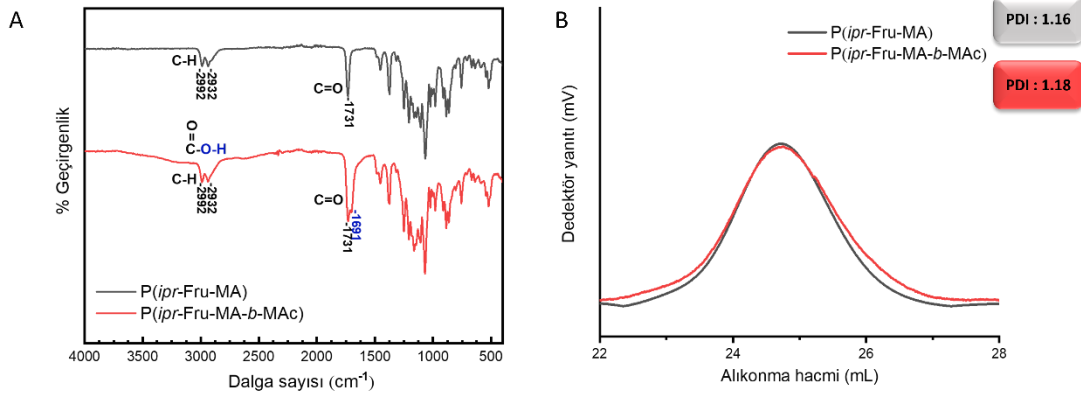 A
% Geçirgenlik
C-H
-2992
-2932
C=O
-1731
O
C-O-H
C-H
-2992
-2932
C=O
-1731
-1691
P(ipr-Fru-MA)
P(ipr-Fru-MA-b-MAc)
4000 3500 3000 2500 2000 1500 1000 500
Dalga sayısı (cm⁻¹)
B
P(ipr-Fru-MA)
P(ipr-Fru-MA-b-MAc)
PDI : 1.16
PDI : 1.18
Dedektör yanıtı (mV)
22 24 26 28
Alıkonma hacmi (mL)